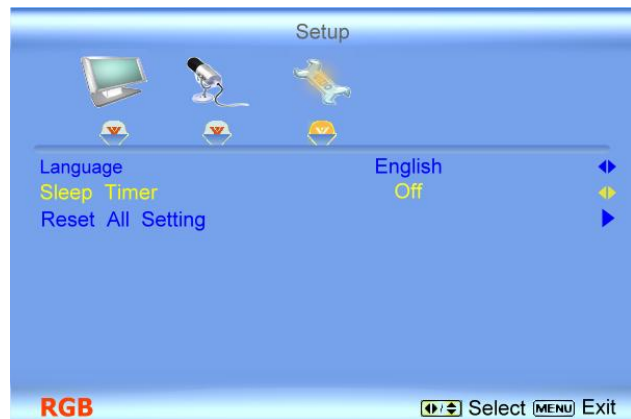 Setup
Language English
Sleep Timer Off
Reset All Setting
RGB Select MENU Exit